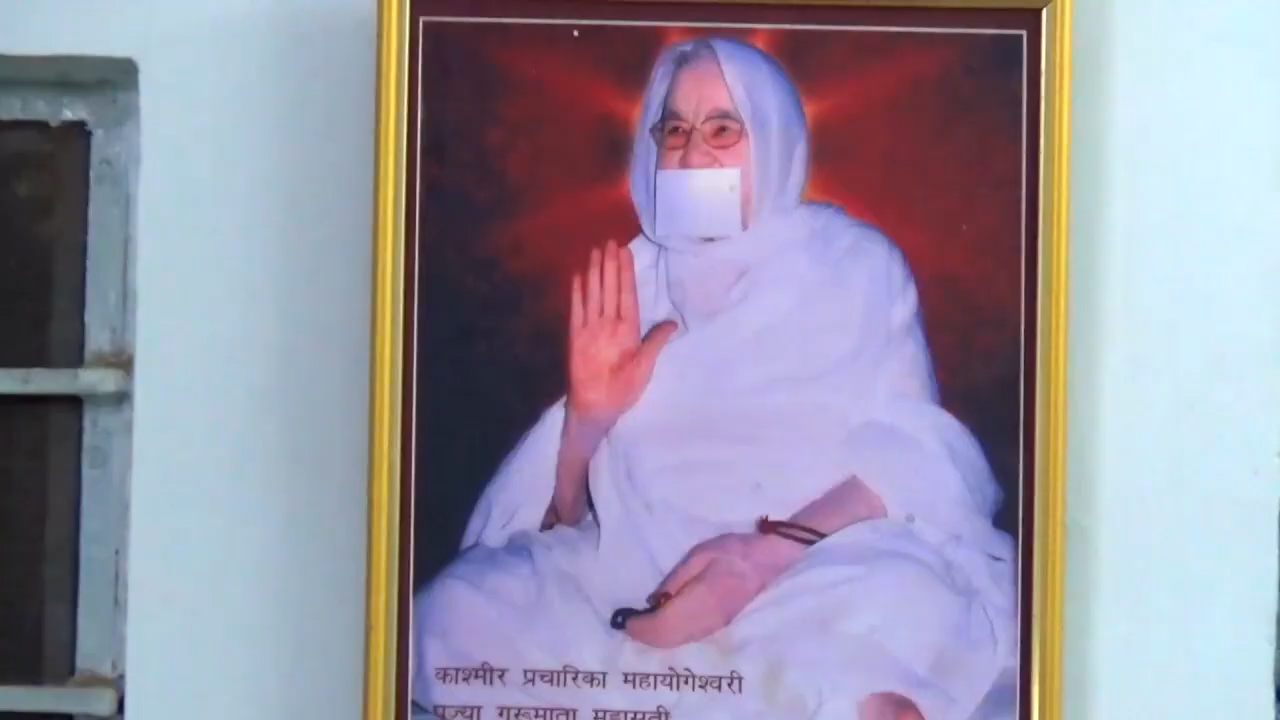 काश्मीर प्रचारिका महायोगेश्वरी
पूज्या गुरूमाता महासती